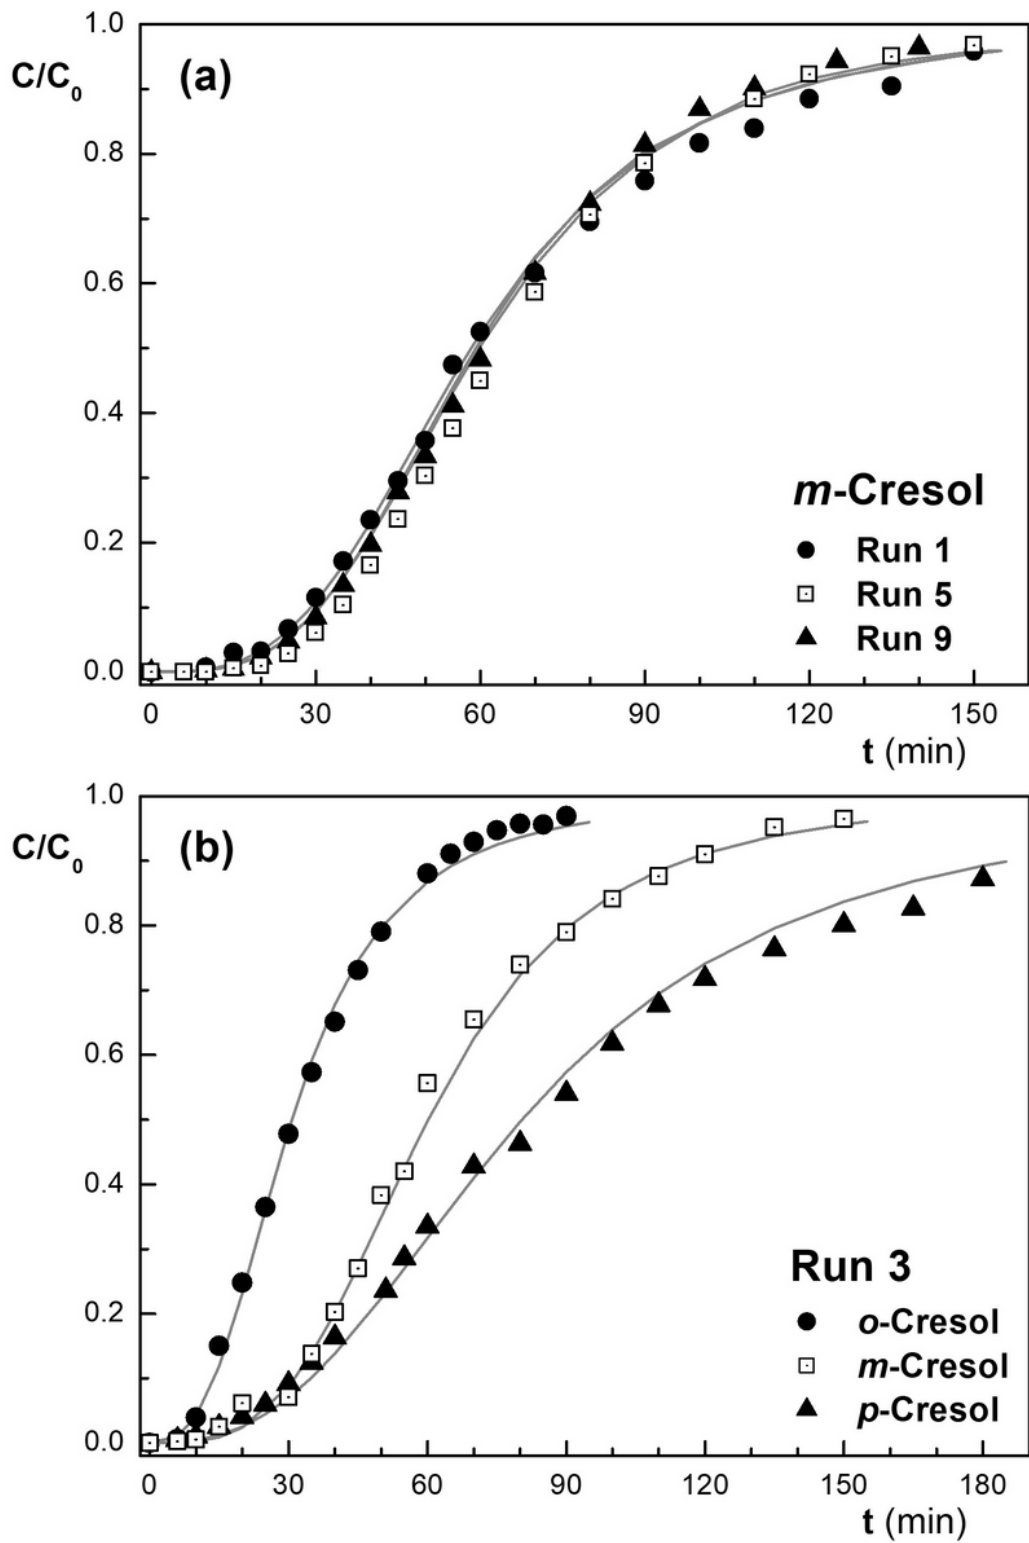 1.0
C/C0
(a)
0.8
0.6
0.4
m-Cresol
Run 1
0.2
Run 5
Run 9
0.0
0 30 60 90 120 150
t (min)
1.0
C/C0
(b)
0.8
0.6
0.4
Run 3
0.2
o-Cresol
m-Cresol
p-Cresol
0.0
0 30 60 90 120 150 180
t (min)